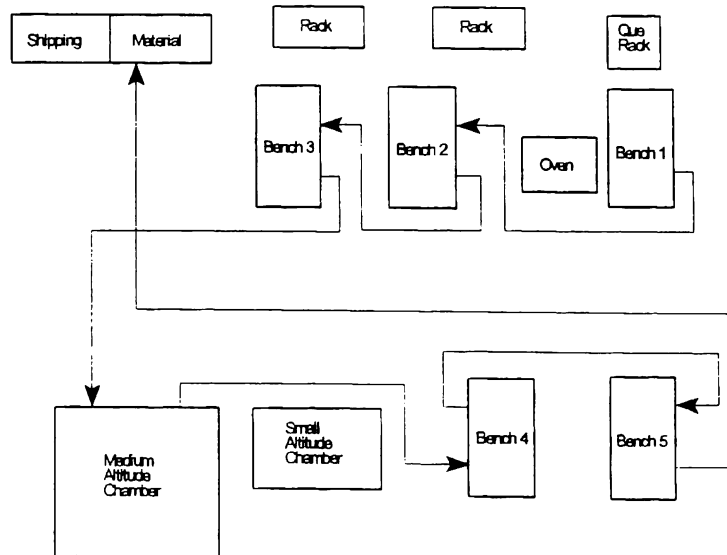 Shipping
Material
Rack
Rack
Que
Rack
Bench 3
Bench 2
Oven
Bench 1
Medium
Altitude
Chamber
Small
Altitude
Chamber
Bench 4
Bench 5